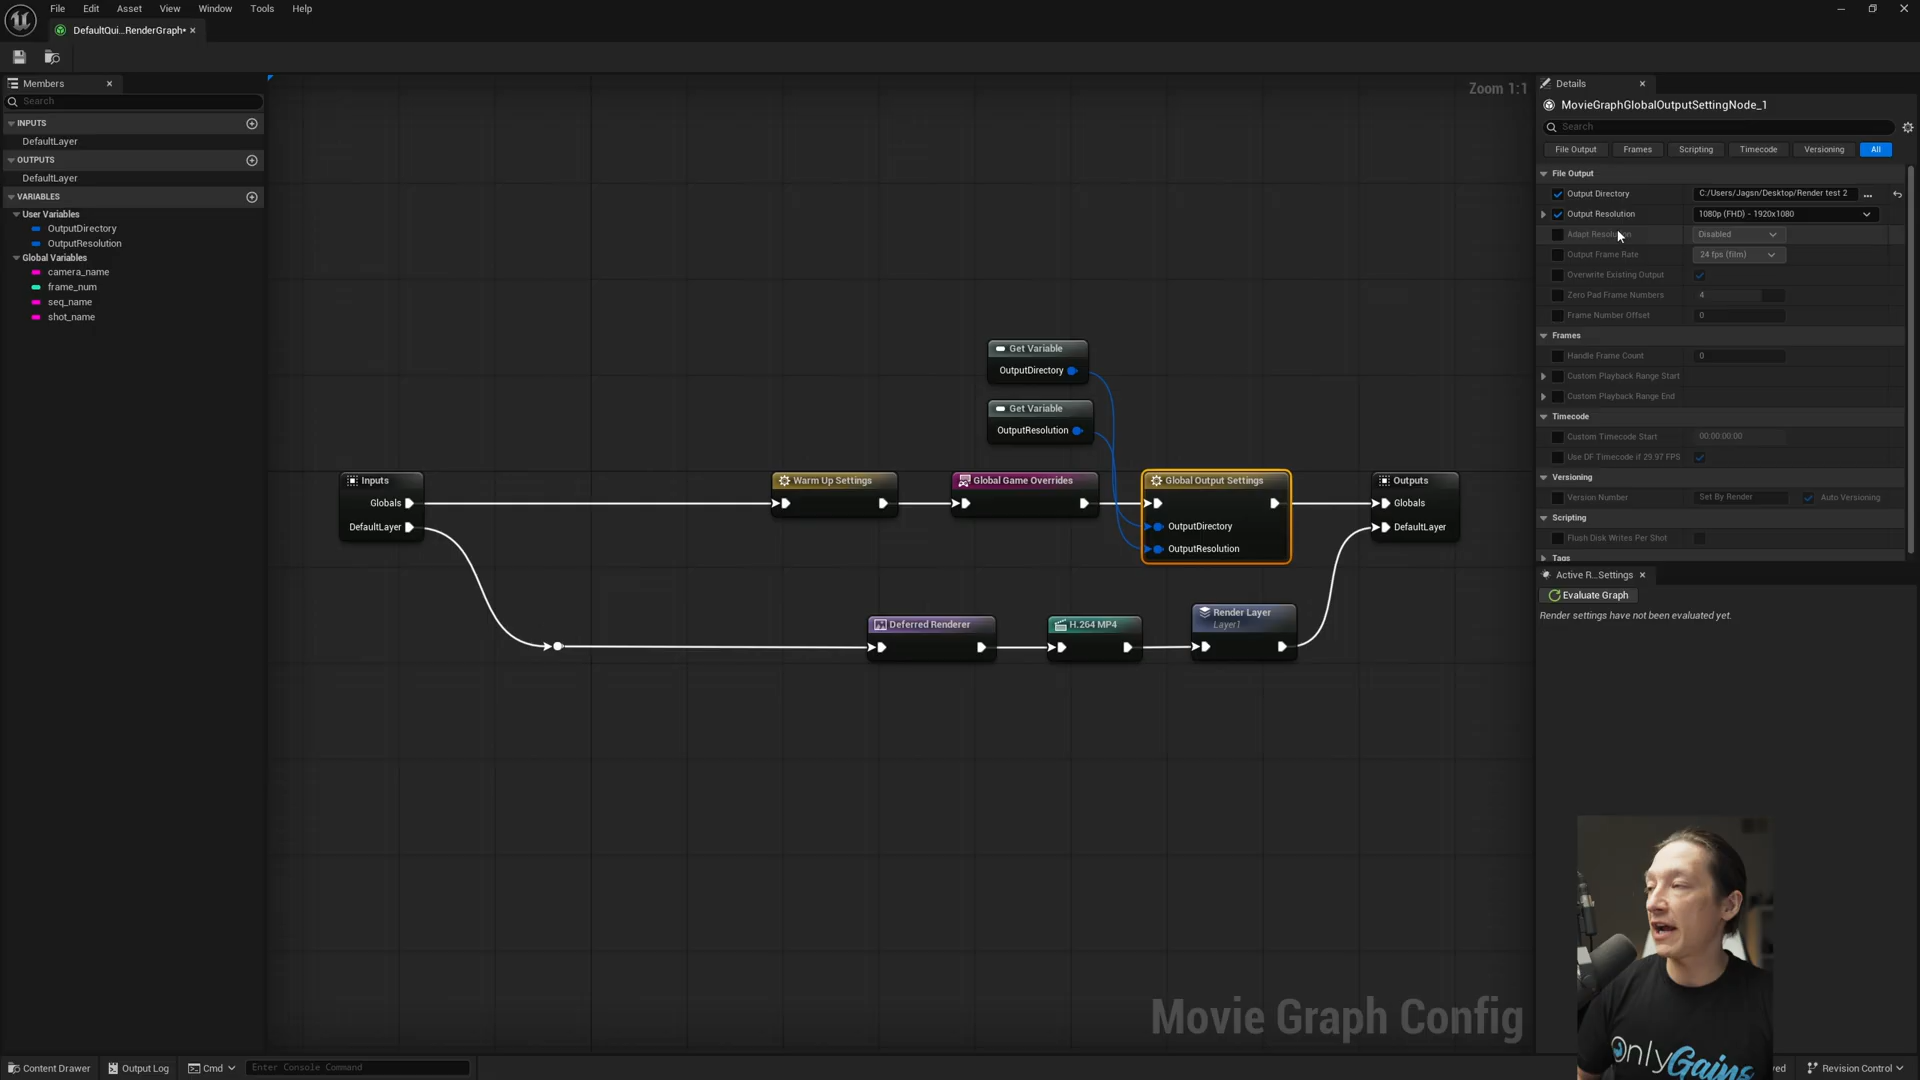 File Edit Asset View Window Tools Help
DefaultQui...RenderGraph*
Members
Search
INPUTS
DefaultLayer
OUTPUTS
DefaultLayer
VARIABLES
User Variables
OutputDirectory
OutputResolution
Global Variables
camera_name
frame_num
seq_name
shot_name
Zoom 1:1
Get Variable
OutputDirectory
Get Variable
OutputResolution
Inputs
Globals
DefaultLayer
Warm Up Settings
Global Game Overrides
Global Output Settings
OutputDirectory
OutputResolution
Outputs
Globals
DefaultLayer
Deferred Renderer
H.264 MP4
Render Layer
Layer1
Movie Graph Config
Details
MovieGraphGlobalOutputSettingNode_1
Search
File Output Frames Scripting Timecode Versioning All
File Output
Output Directory C:/Users/Jagsn/Desktop/Render test 2 ...
Output Resolution 1080p (FHD) - 1920x1080
Adapt Resolution Disabled
Output Frame Rate 24 fps (film)
Overwrite Existing Output
Zero Pad Frame Numbers 4
Frame Number Offset 0
Frames
Handle Frame Count 0
Custom Playback Range Start
Custom Playback Range End
Timecode
Custom Timecode Start 00:00:00:00
Use DF Timecode if 29.97 FPS
Versioning
Version Number Set By Render Auto Versioning
Scripting
Flush Disk Writes Per Shot
Tags
Active R...Settings
Evaluate Graph
Render settings have not been evaluated yet.
OnlyGains
Content Drawer Output Log Cmd Enter Console Command
ved Revision Control